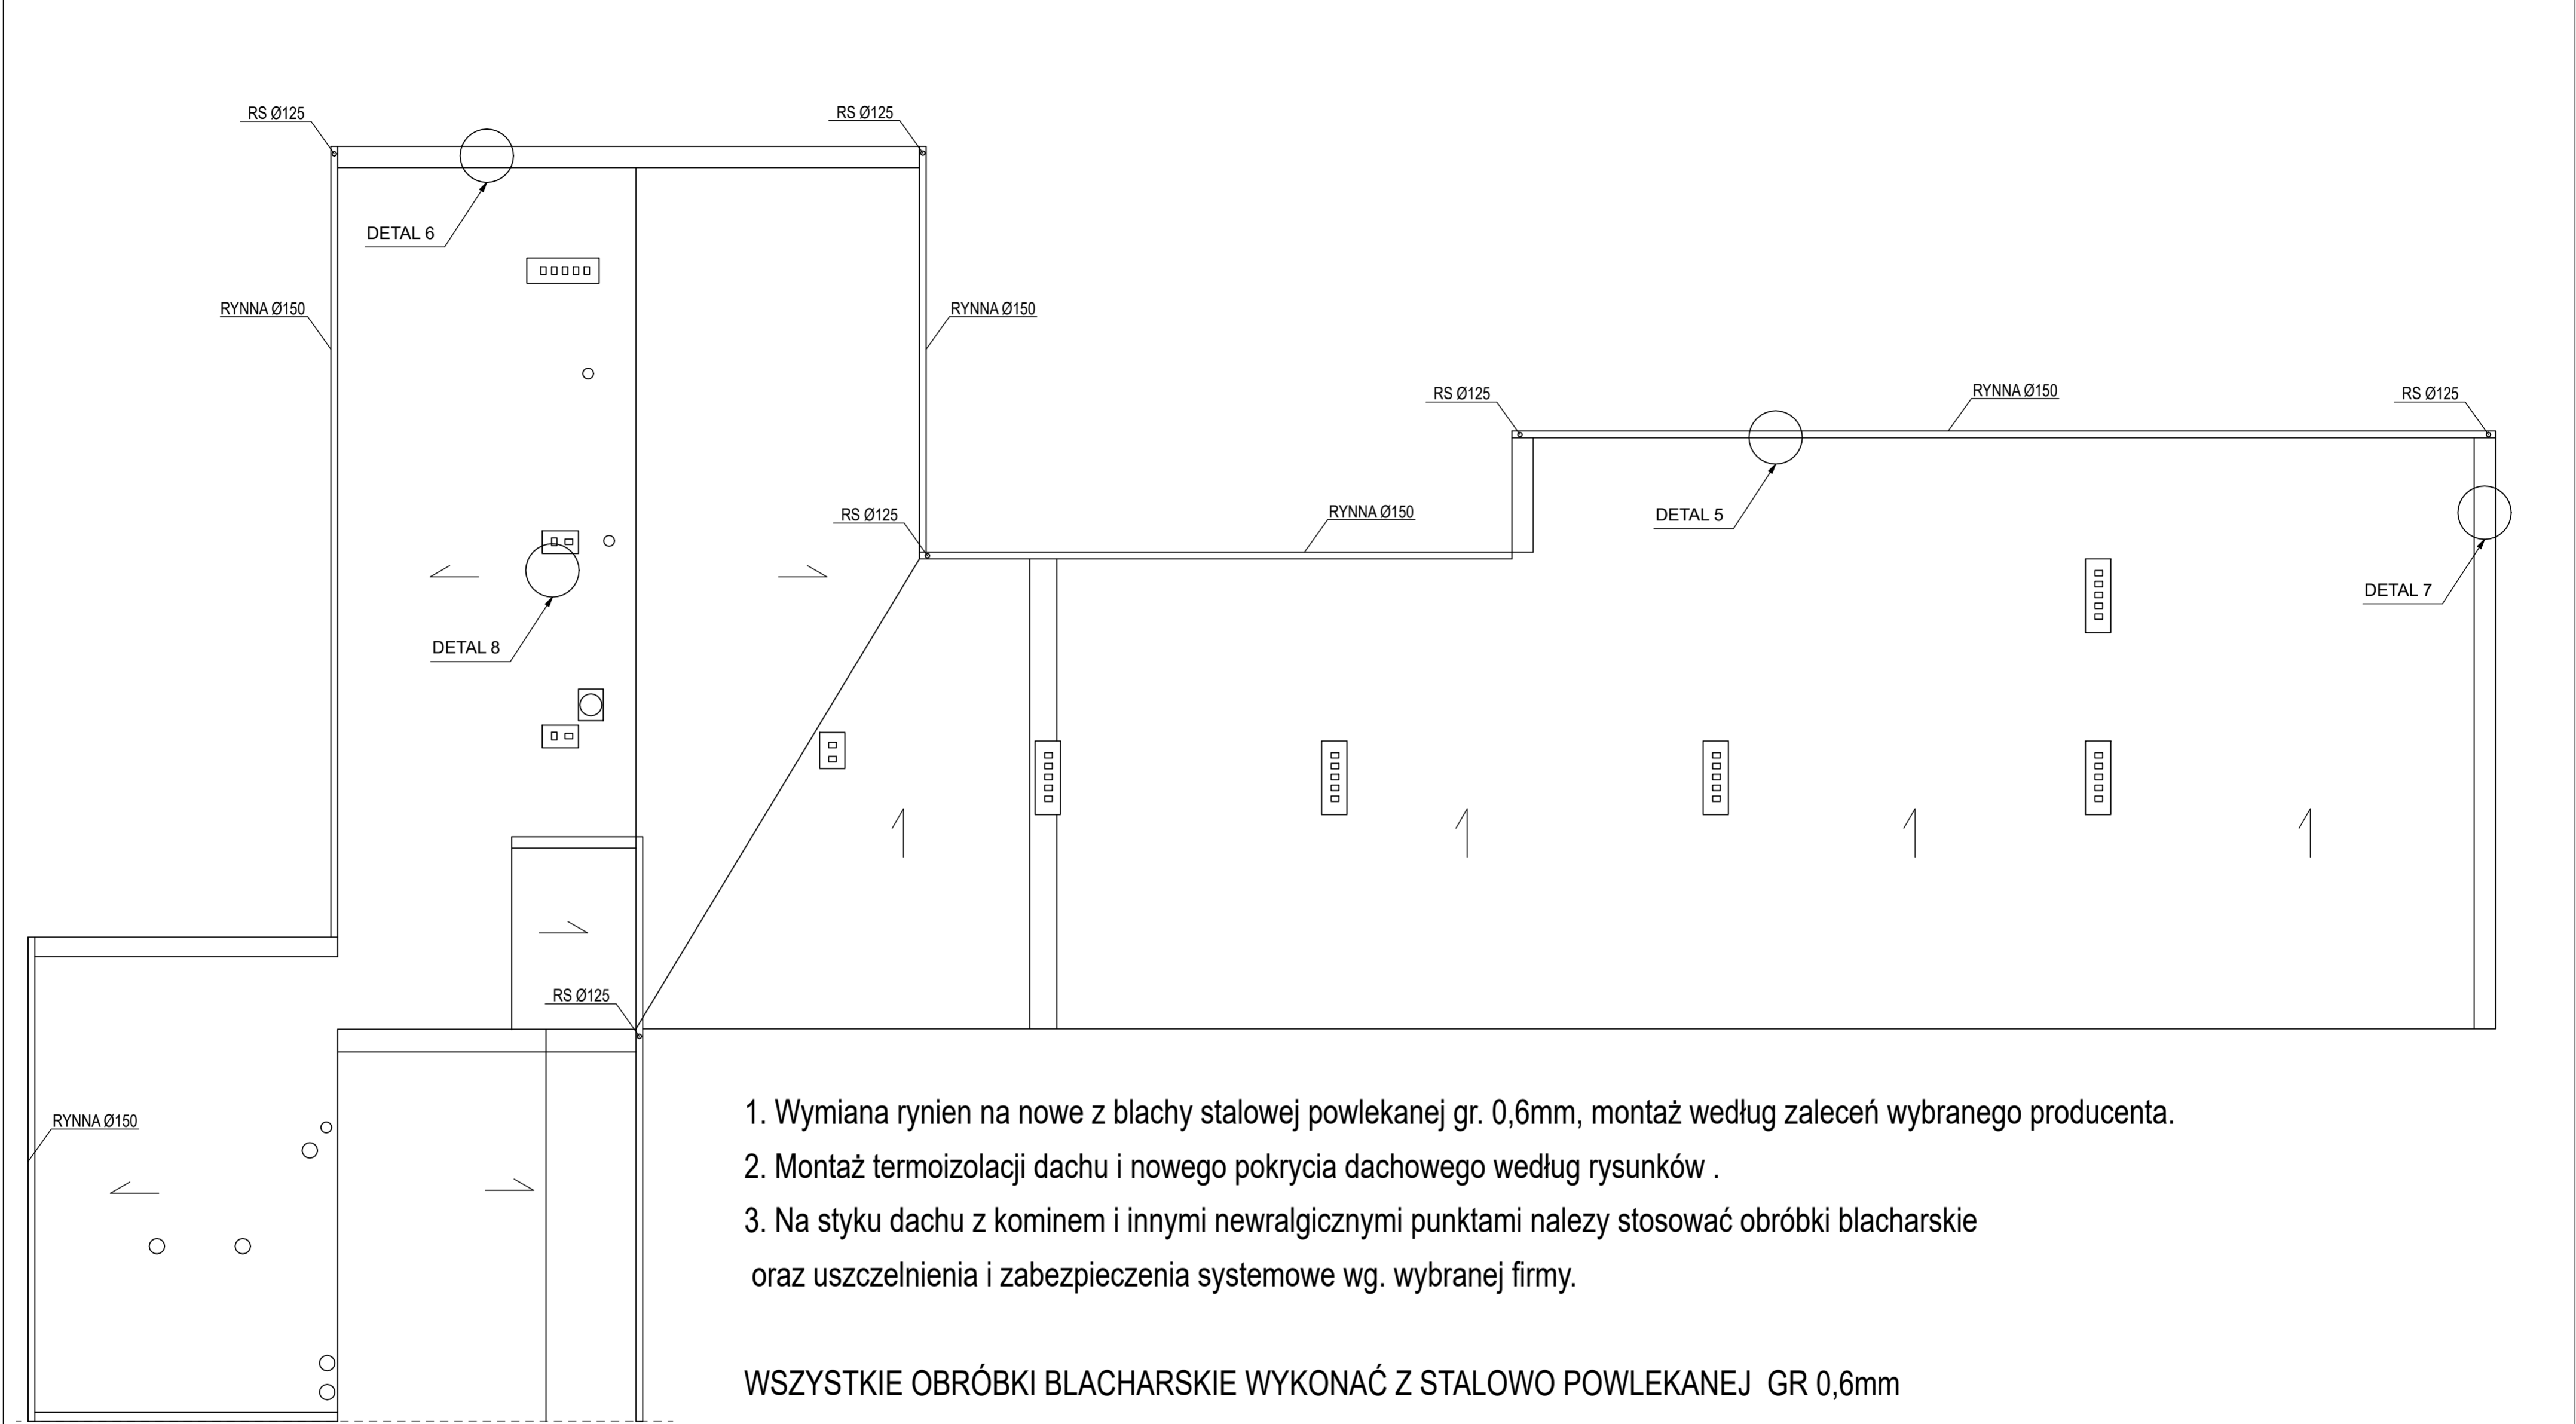 RS Ø125
RS Ø125
DETAL 6
RYNNA Ø150
RYNNA Ø150
RS Ø125
RYNNA Ø150
RS Ø125
RS Ø125
RYNNA Ø150
DETAL 5
DETAL 7
DETAL 8
RS Ø125
RYNNA Ø150
1. Wymiana rynien na nowe z blachy stalowej powlekanej gr. 0,6mm, montaż według zaleceń wybranego producenta.
2. Montaż termoizolacji dachu i nowego pokrycia dachowego według rysunków .
3. Na styku dachu z kominem i innymi newralgicznymi punktami nalezy stosować obróbki blacharskie
oraz uszczelnienia i zabezpieczenia systemowe wg. wybranej firmy.
WSZYSTKIE OBRÓBKI BLACHARSKIE WYKONAĆ Z STALOWO POWLEKANEJ GR 0,6mm